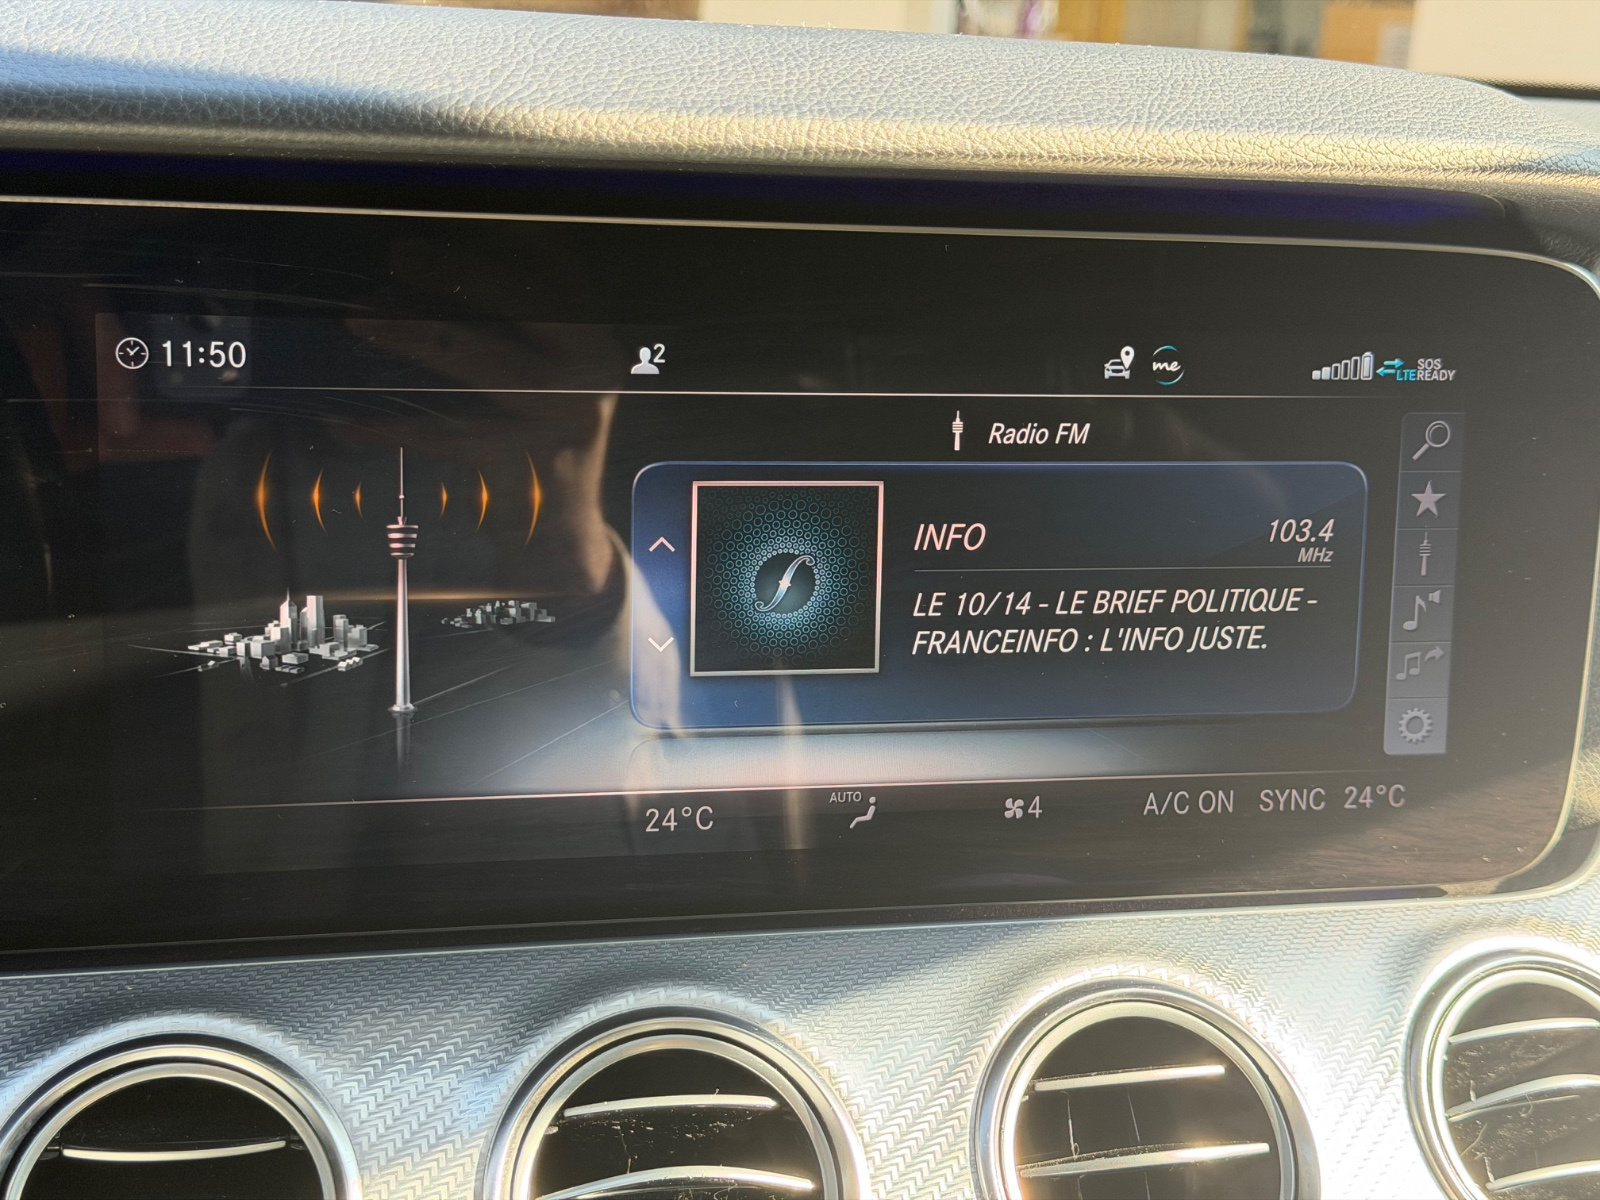 11:50
2
me
LTE
SOS
READY
Radio FM
INFO
103.4
MHz
LE 10/14 - LE BRIEF POLITIQUE -
FRANCEINFO : L'INFO JUSTE.
24°C
AUTO
4
A/C ON
SYNC
24°C